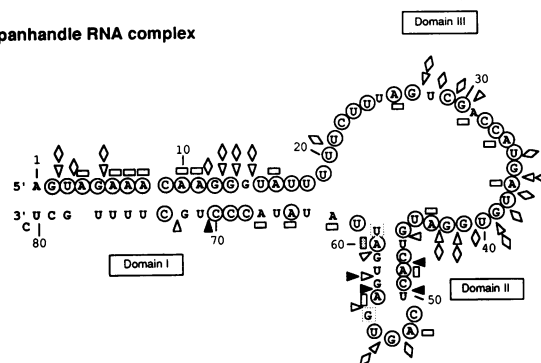 panhandle RNA complex
Domain III
30
A G U C G A C C A U G A
20
U U C U U U
1 10
5' A G U A G A A A C A A G G G U A U U
3' U C G U U U U C G U C C C A U A U A U
C
80 70 60
40
G U G G A U G
Domain I
Domain II
50